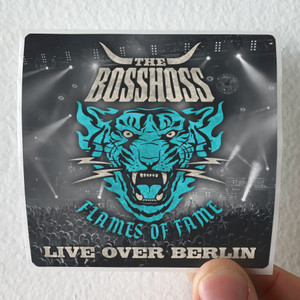 THE
BOSSHOSS
FLAMES OF FAME
LIVE OVER BERLIN